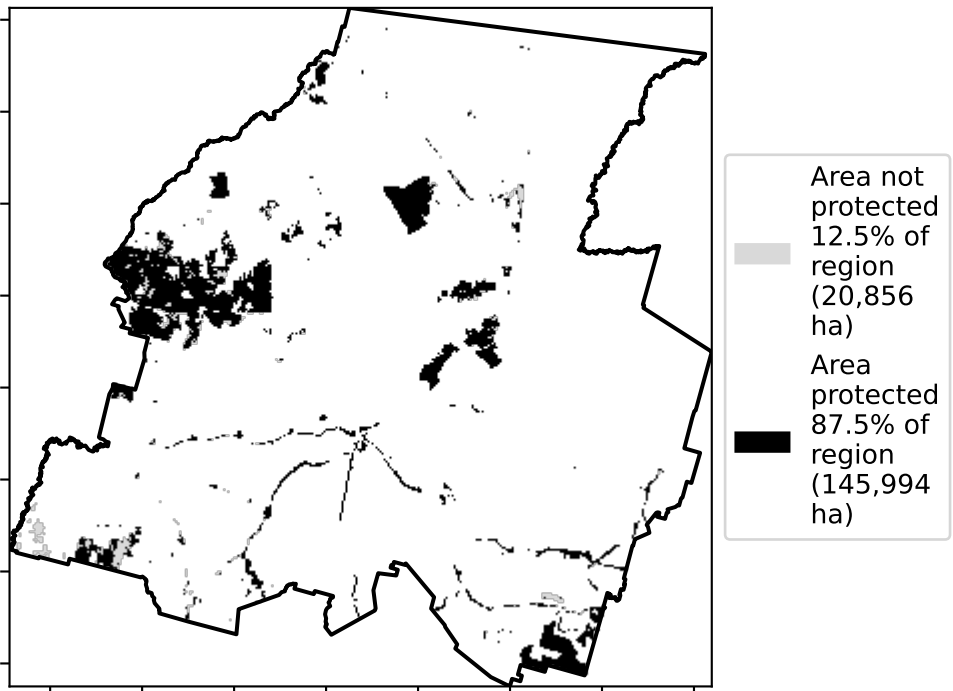 Area not
protected
12.5% of
region
(20,856
ha)
Area
protected
87.5% of
region
(145,994
ha)